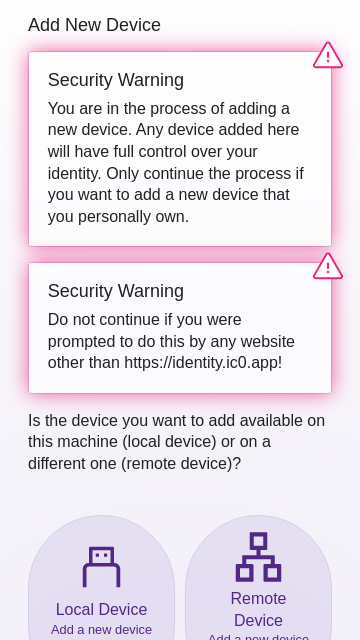 Add New Device
Security Warning
You are in the process of adding a
new device. Any device added here
will have full control over your
identity. Only continue the process if
you want to add a new device that
you personally own.
Security Warning
Do not continue if you were
prompted to do this by any website
other than https://identity.ic0.app!
Is the device you want to add available on
this machine (local device) or on a
different one (remote device)?
Local Device
Add a new device
Remote
Device
Add a new device